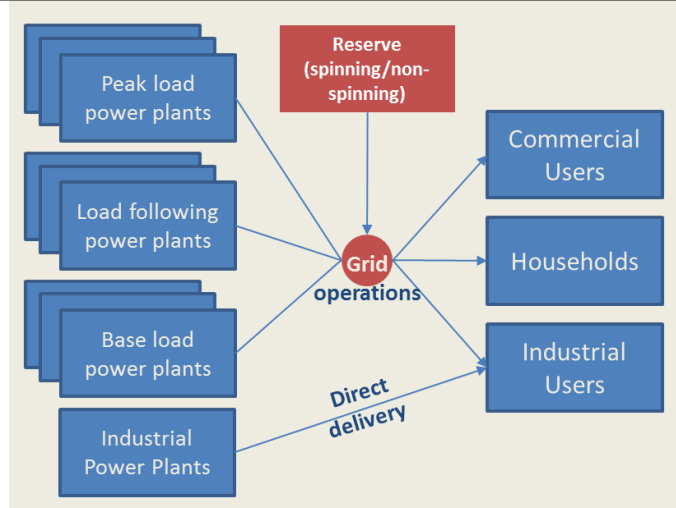 Peak load
power plants
Reserve
(spinning/non-
spinning)
Commercial
Users
Load following
power plants
Grid
operations
Households
Base load
power plants
Industrial
Users
Direct
delivery
Industrial
Power Plants